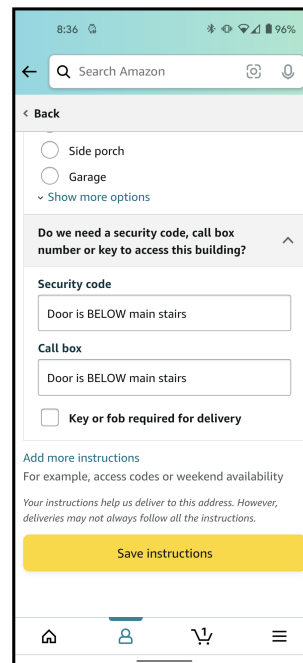 8:36
96%
Search Amazon
< Back
Side porch
Garage
Show more options
Do we need a security code, call box
number or key to access this building?
Security code
Door is BELOW main stairs
Call box
Door is BELOW main stairs
Key or fob required for delivery
Add more instructions
For example, access codes or weekend availability
Your instructions help us deliver to this address. However,
deliveries may not always follow all the instructions.
Save instructions
1